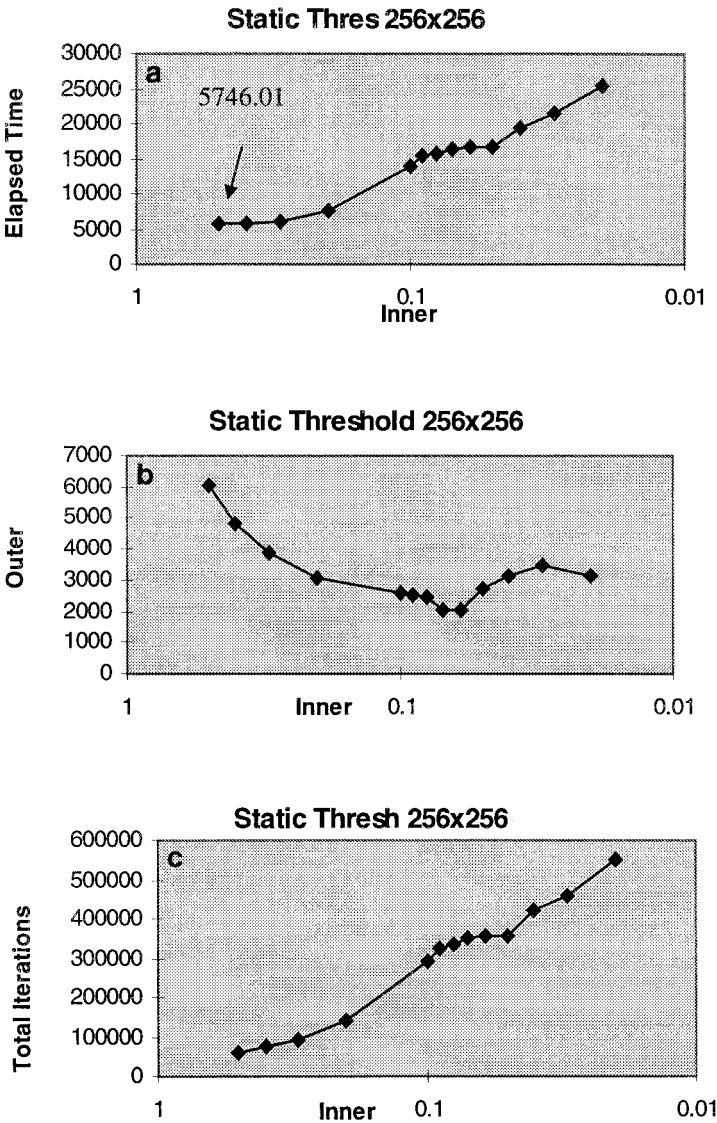 Static Thres 256x256
30000
25000
20000
15000
10000
5000
0
a
5746.01
Elapsed Time
1
0.1
0.01
Inner
Static Threshold 256x256
7000
6000
5000
4000
3000
2000
1000
0
b
Outer
1
Inner
0.1
0.01
Static Thresh 256x256
600000
500000
400000
300000
200000
100000
0
c
Total Iterations
1
Inner
0.1
0.01